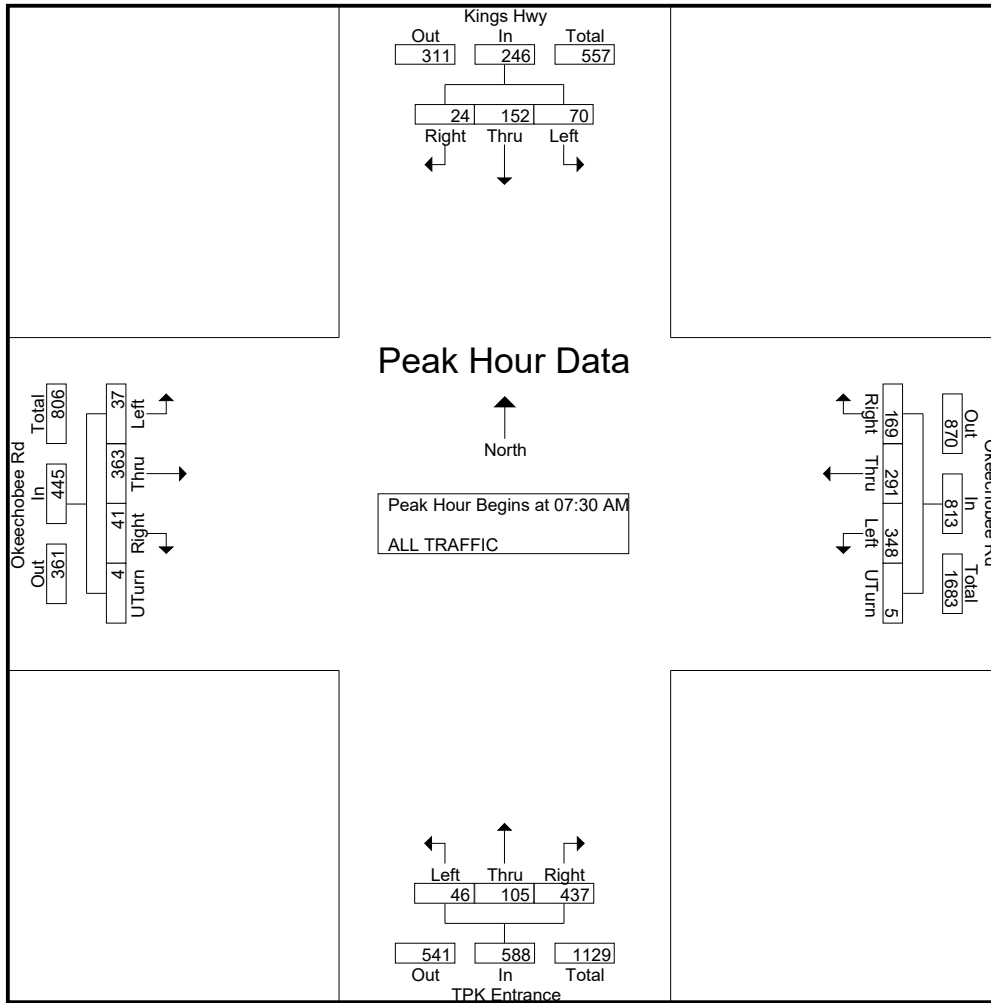 Kings Hwy
Out In Total
311 246 557
24 152 70
Right Thru Left
Peak Hour Data
North
Peak Hour Begins at 07:30 AM
ALL TRAFFIC
Okeechobee Rd
Total In Out
806 445 361
37 363 41 4
Left Thru Right UTurn
Right Thru Left UTurn
169 291 348 5
Out In Total
870 813 1683
Okeechobee Rd
Left Thru Right
46 105 437
541 588 1129
Out In Total
TPK Entrance